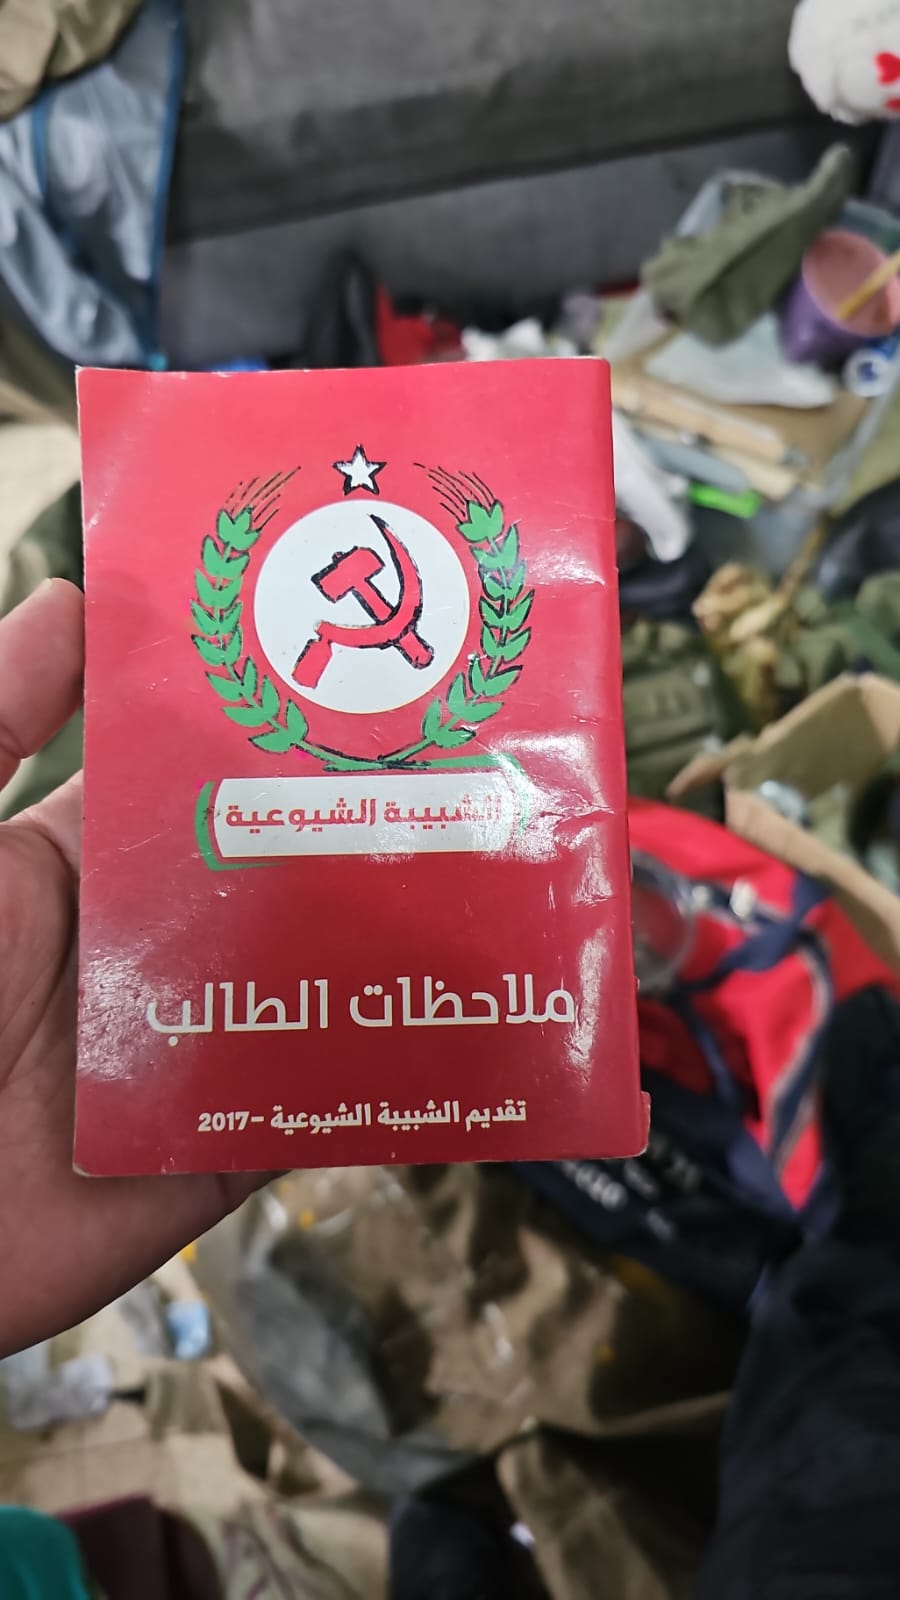 الشبيبة الشيوعية
ملاحظات الطالب
تقديم الشبيبة الشيوعية -2017